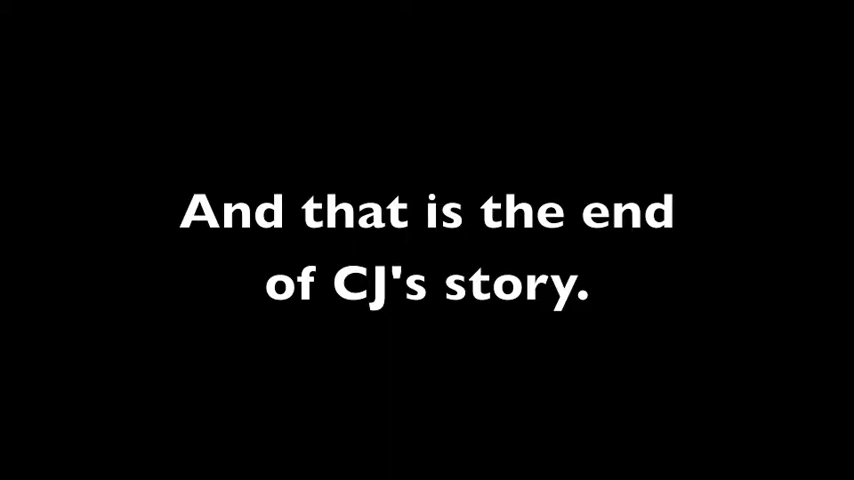 And that is the end
of CJ's story.